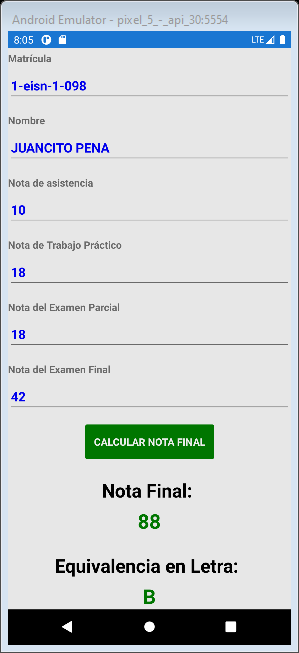 Android Emulator - pixel_5_-_api_30:5554
8:05 LTE
Matrícula
1-eisn-1-098
Nombre
JUANCITO PENA
Nota de asistencia
10
Nota de Trabajo Práctico
18
Nota del Examen Parcial
18
Nota del Examen Final
42
CALCULAR NOTA FINAL
Nota Final:
88
Equivalencia en Letra:
B